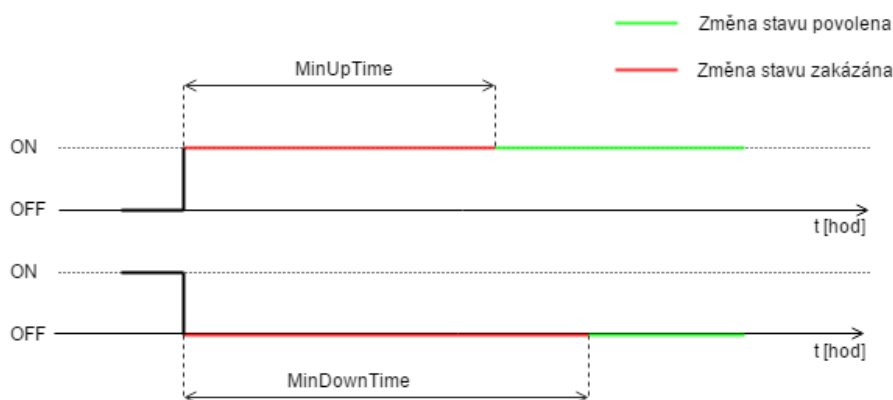 Změna stavu povolena
MinUpTime
Změna stavu zakázána
ON
OFF
t [hod]
ON
OFF
t [hod]
MinDownTime